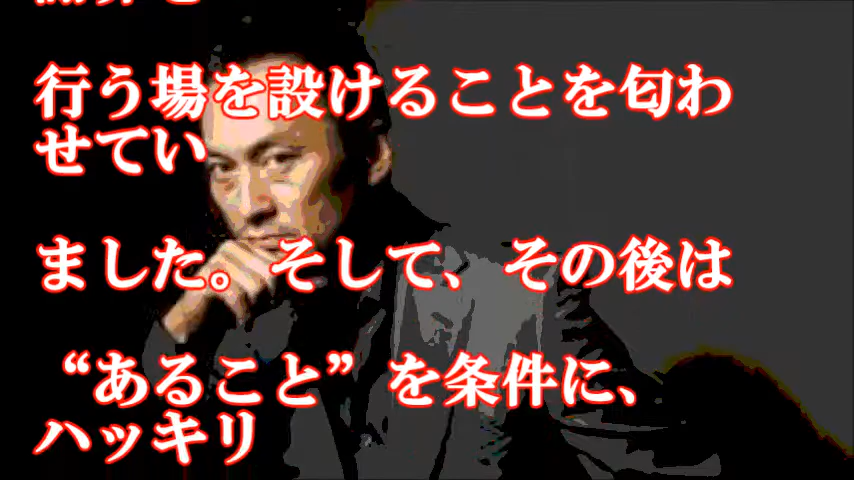 行う場を設けることを匂わ
せてい
ました。そして、その後は
“あること”を条件に、
ハッキリ